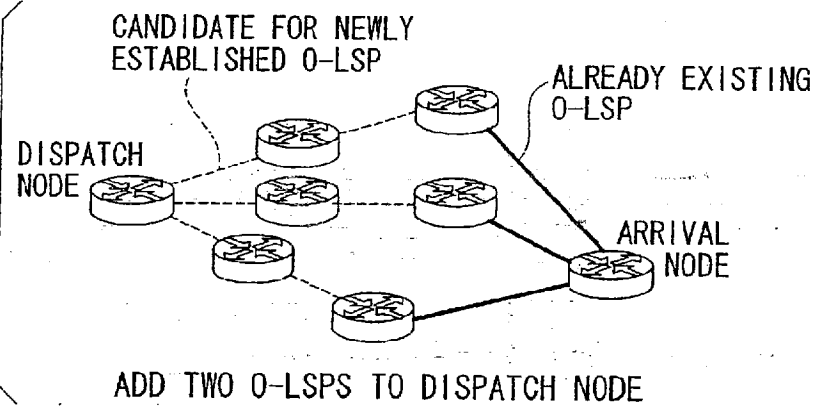 CANDIDATE FOR NEWLY
ESTABLISHED O-LSP
ALREADY EXISTING
O-LSP
DISPATCH
NODE
ARRIVAL
NODE
ADD TWO O-LSPS TO DISPATCH NODE